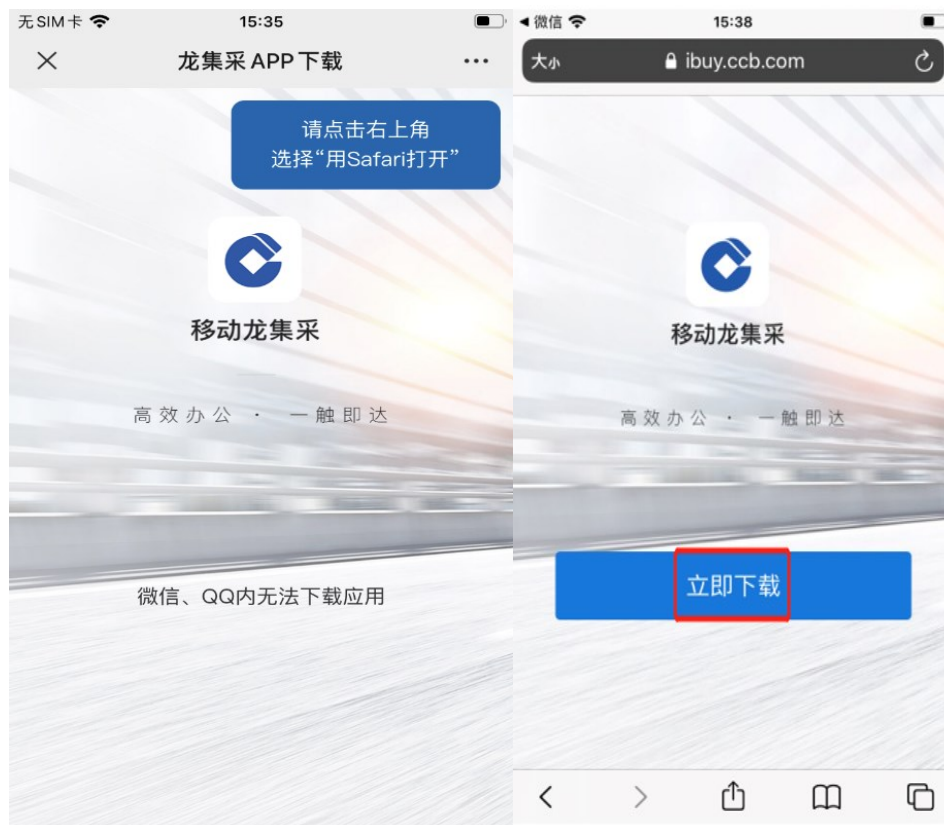 无SIM卡
15:35
龙集采APP下载
请点击右上角
选择“用Safari打开”
移动龙集采
高效办公 · 一触即达
微信、QQ内无法下载应用
微信
15:38
大小
ibuy.ccb.com
移动龙集采
高效办公 · 一触即达
立即下载